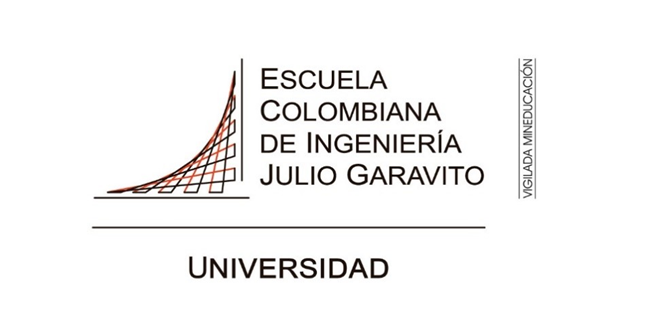 ESCUELA
COLOMBIANA
DE INGENIERÍA
JULIO GARAVITO
VIGILADA MINEDUCACIÓN
UNIVERSIDAD